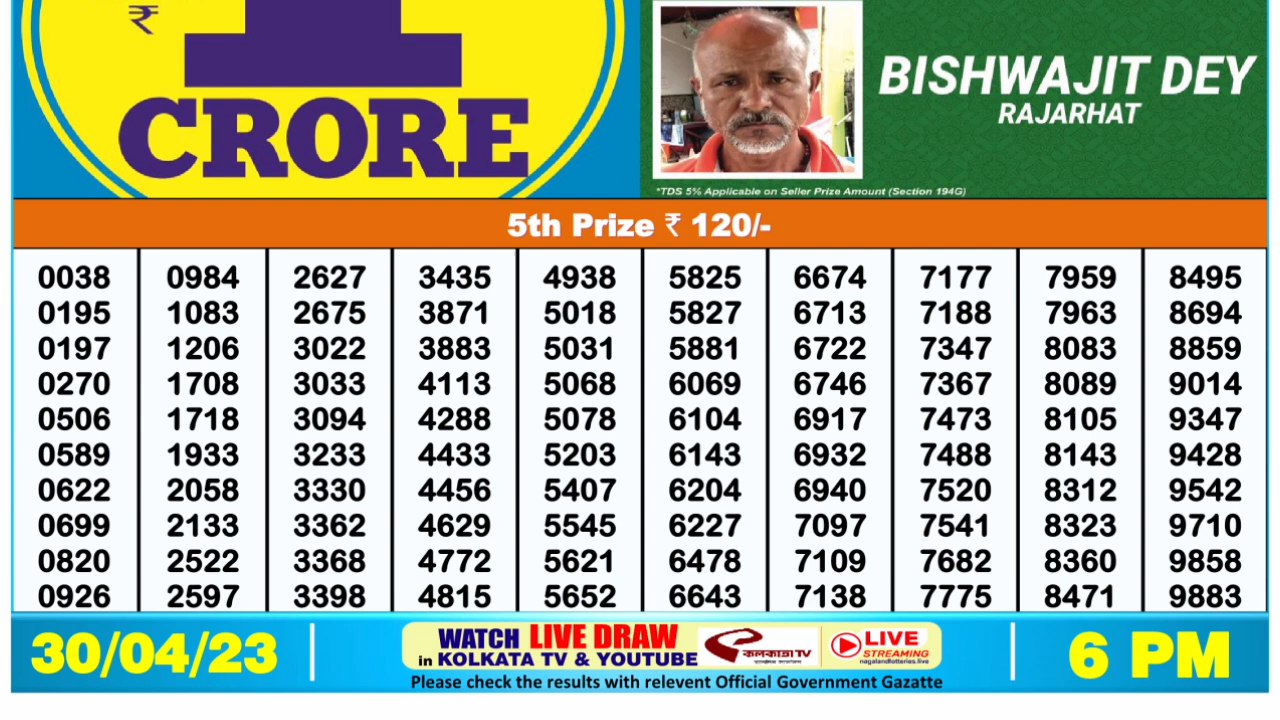 ₹ 1
CRORE
BISHWAJIT DEY
RAJARHAT
*TDS 5% Applicable on Seller Prize Amount (Section 194G)
5th Prize ₹ 120/-
0038 0984 2627 3435 4938 5825 6674 7177 7959 8495
0195 1083 2675 3871 5018 5827 6713 7188 7963 8694
0197 1206 3022 3883 5031 5881 6722 7347 8083 8859
0270 1708 3033 4113 5068 6069 6746 7367 8089 9014
0506 1718 3094 4288 5078 6104 6917 7473 8105 9347
0589 1933 3233 4433 5203 6143 6932 7488 8143 9428
0622 2058 3330 4456 5407 6204 6940 7520 8312 9542
0699 2133 3362 4629 5545 6227 7097 7541 8323 9710
0820 2522 3368 4772 5621 6478 7109 7682 8360 9858
0926 2597 3398 4815 5652 6643 7138 7775 8471 9883
30/04/23
WATCH LIVE DRAW
in KOLKATA TV & YOUTUBE
কলকাতা TV
LIVE
STREAMING
nagalandlotteries.live
Please check the results with relevent Official Government Gazatte
6 PM